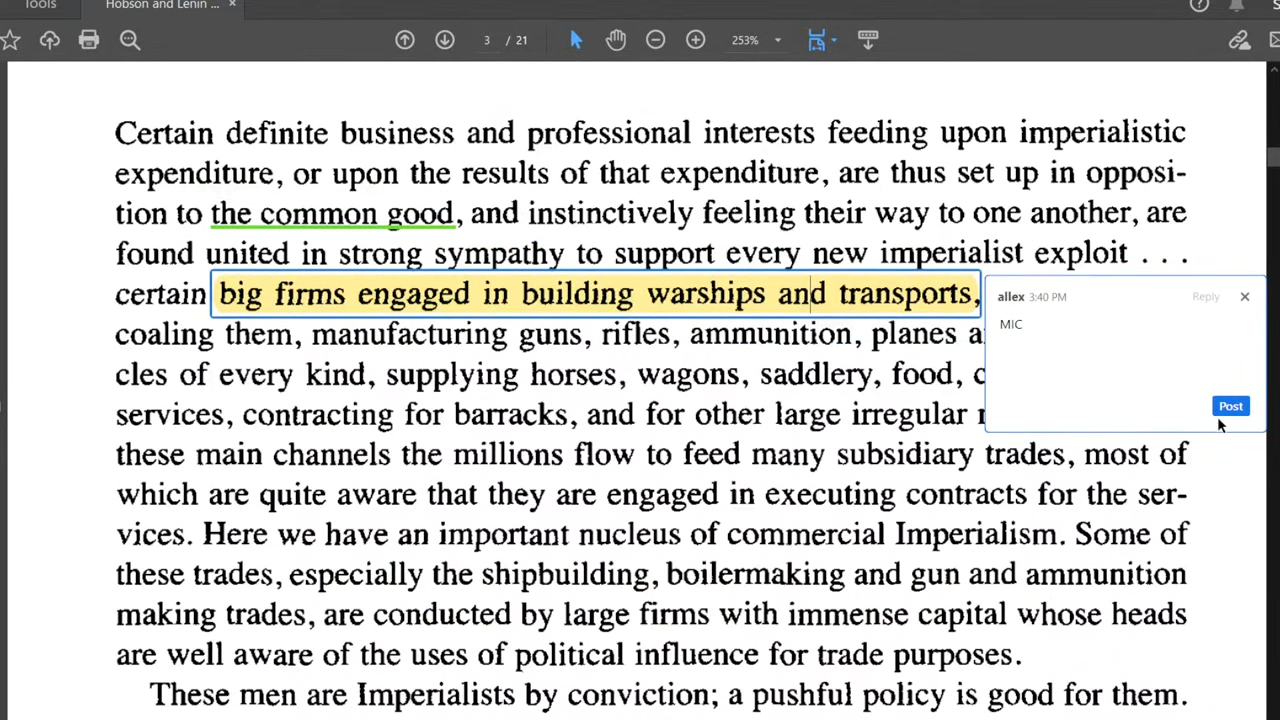 Tools
Hobson and Lenin ... ×
3 / 21
253%
Certain definite business and professional interests feeding upon imperialistic
expenditure, or upon the results of that expenditure, are thus set up in opposi-
tion to the common good, and instinctively feeling their way to one another, are
found united in strong sympathy to support every new imperialist exploit . . .
certain big firms engaged in building warships and transports,
allex 3:40 PM Reply
MIC
Post
coaling them, manufacturing guns, rifles, ammunition, planes
cles of every kind, supplying horses, wagons, saddlery, food,
services, contracting for barracks, and for other large irregular
these main channels the millions flow to feed many subsidiary trades, most of
which are quite aware that they are engaged in executing contracts for the ser-
vices. Here we have an important nucleus of commercial Imperialism. Some of
these trades, especially the shipbuilding, boilermaking and gun and ammunition
making trades, are conducted by large firms with immense capital whose heads
are well aware of the uses of political influence for trade purposes.
These men are Imperialists by conviction; a pushful policy is good for them.